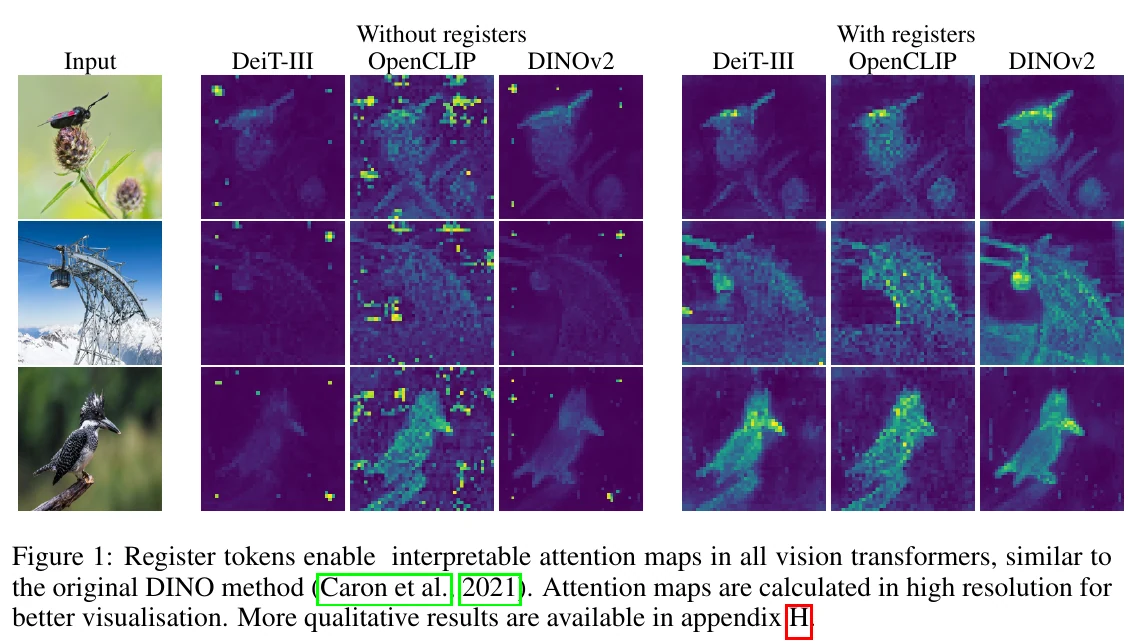 Without registers
With registers
Input
DeiT-III
OpenCLIP
DINOv2
DeiT-III
OpenCLIP
DINOv2
Figure 1: Register tokens enable interpretable attention maps in all vision transformers, similar to
the original DINO method (Caron et al., 2021). Attention maps are calculated in high resolution for
better visualisation. More qualitative results are available in appendix H.